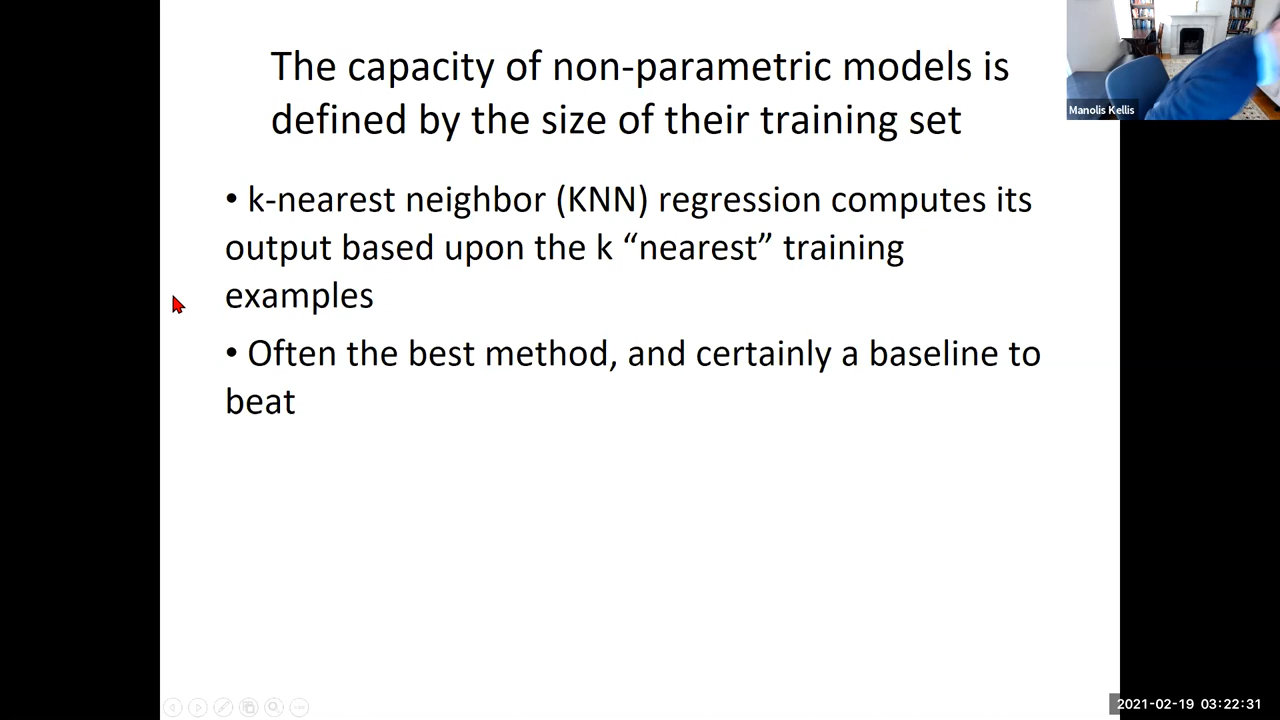 The capacity of non-parametric models is
defined by the size of their training set
Manolis Kellis
• k-nearest neighbor (KNN) regression computes its
output based upon the k “nearest” training
examples
• Often the best method, and certainly a baseline to
beat
2021-02-19 03:22:31